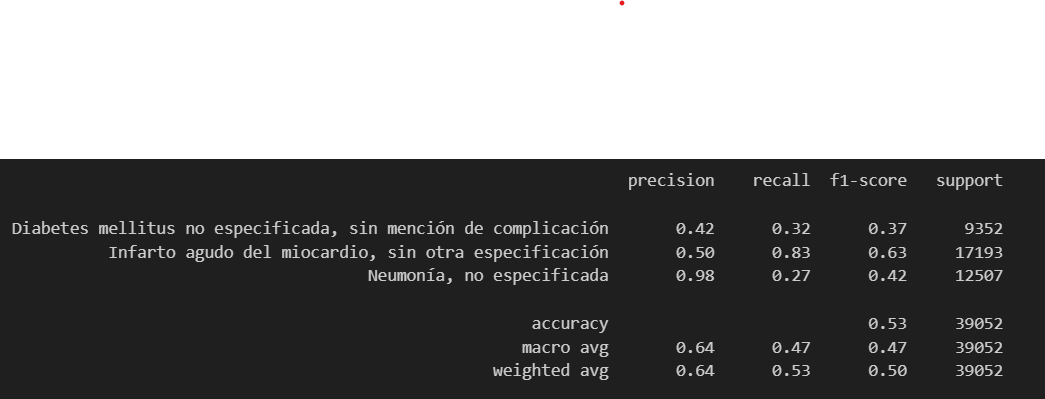 precision recall f1-score support
Diabetes mellitus no especificada, sin mención de complicación 0.42 0.32 0.37 9352
Infarto agudo del miocardio, sin otra especificación 0.50 0.83 0.63 17193
Neumonía, no especificada 0.98 0.27 0.42 12507
accuracy 0.53 39052
macro avg 0.64 0.47 0.47 39052
weighted avg 0.64 0.53 0.50 39052